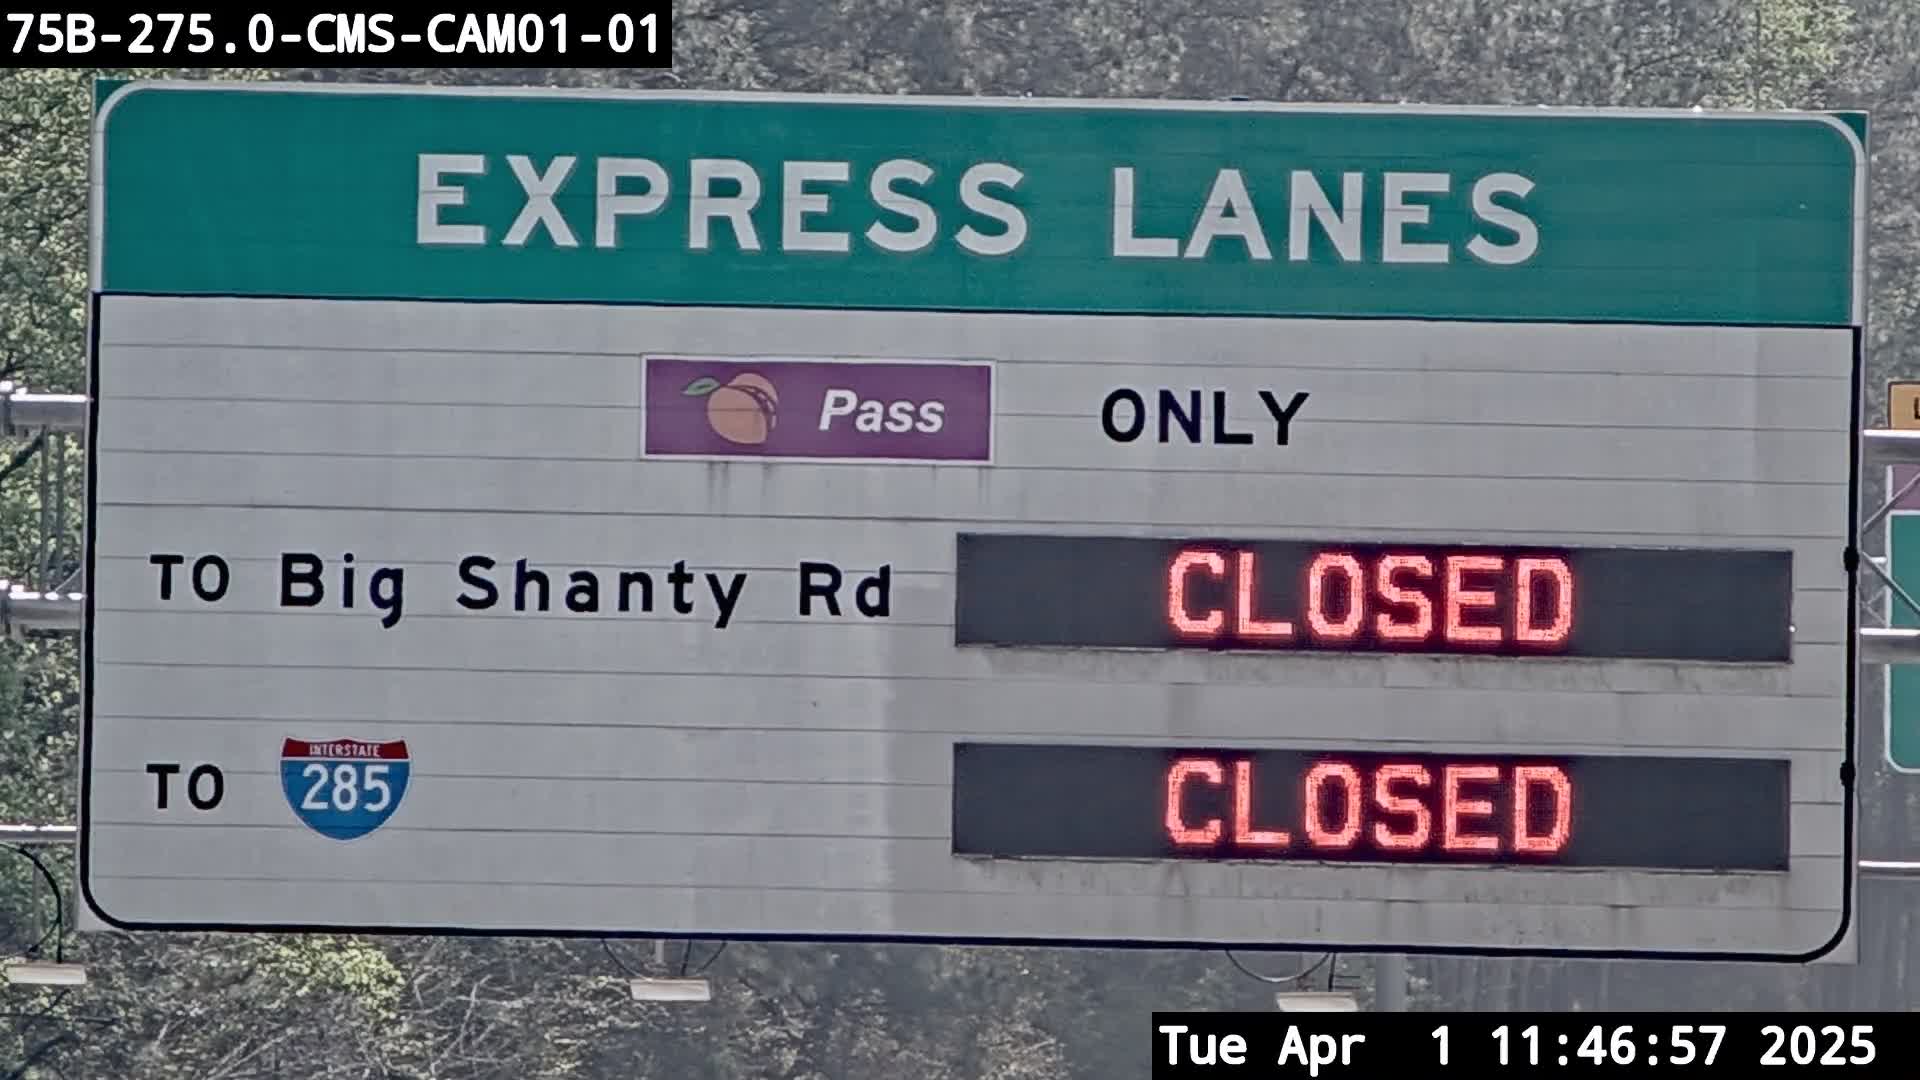 75B-275.0-CMS-CAM01-01
EXPRESS LANES
Pass ONLY
TO Big Shanty Rd CLOSED
TO INTERSTATE 285 CLOSED
Tue Apr 1 11:46:57 2025